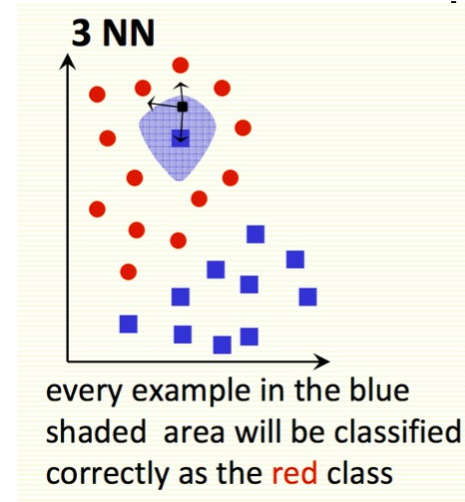 3 NN
every example in the blue
shaded area will be classified
correctly as the red class